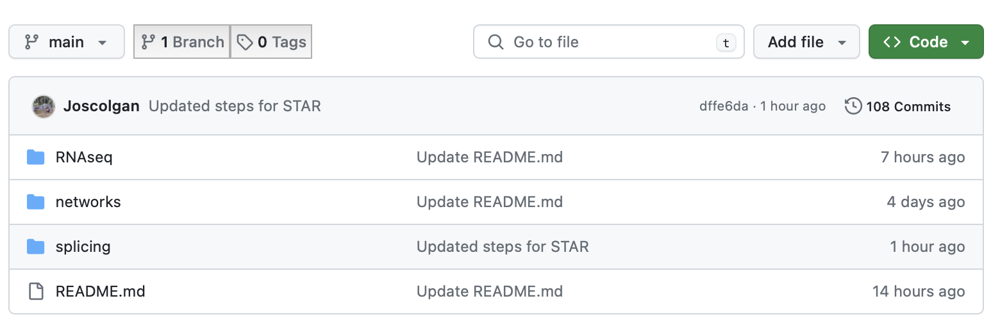 main 1 Branch 0 Tags Go to file t Add file Code
Joscolgan Updated steps for STAR dffe6da · 1 hour ago 108 Commits
RNAseq Update README.md 7 hours ago
networks Update README.md 4 days ago
splicing Updated steps for STAR 1 hour ago
README.md Update README.md 14 hours ago